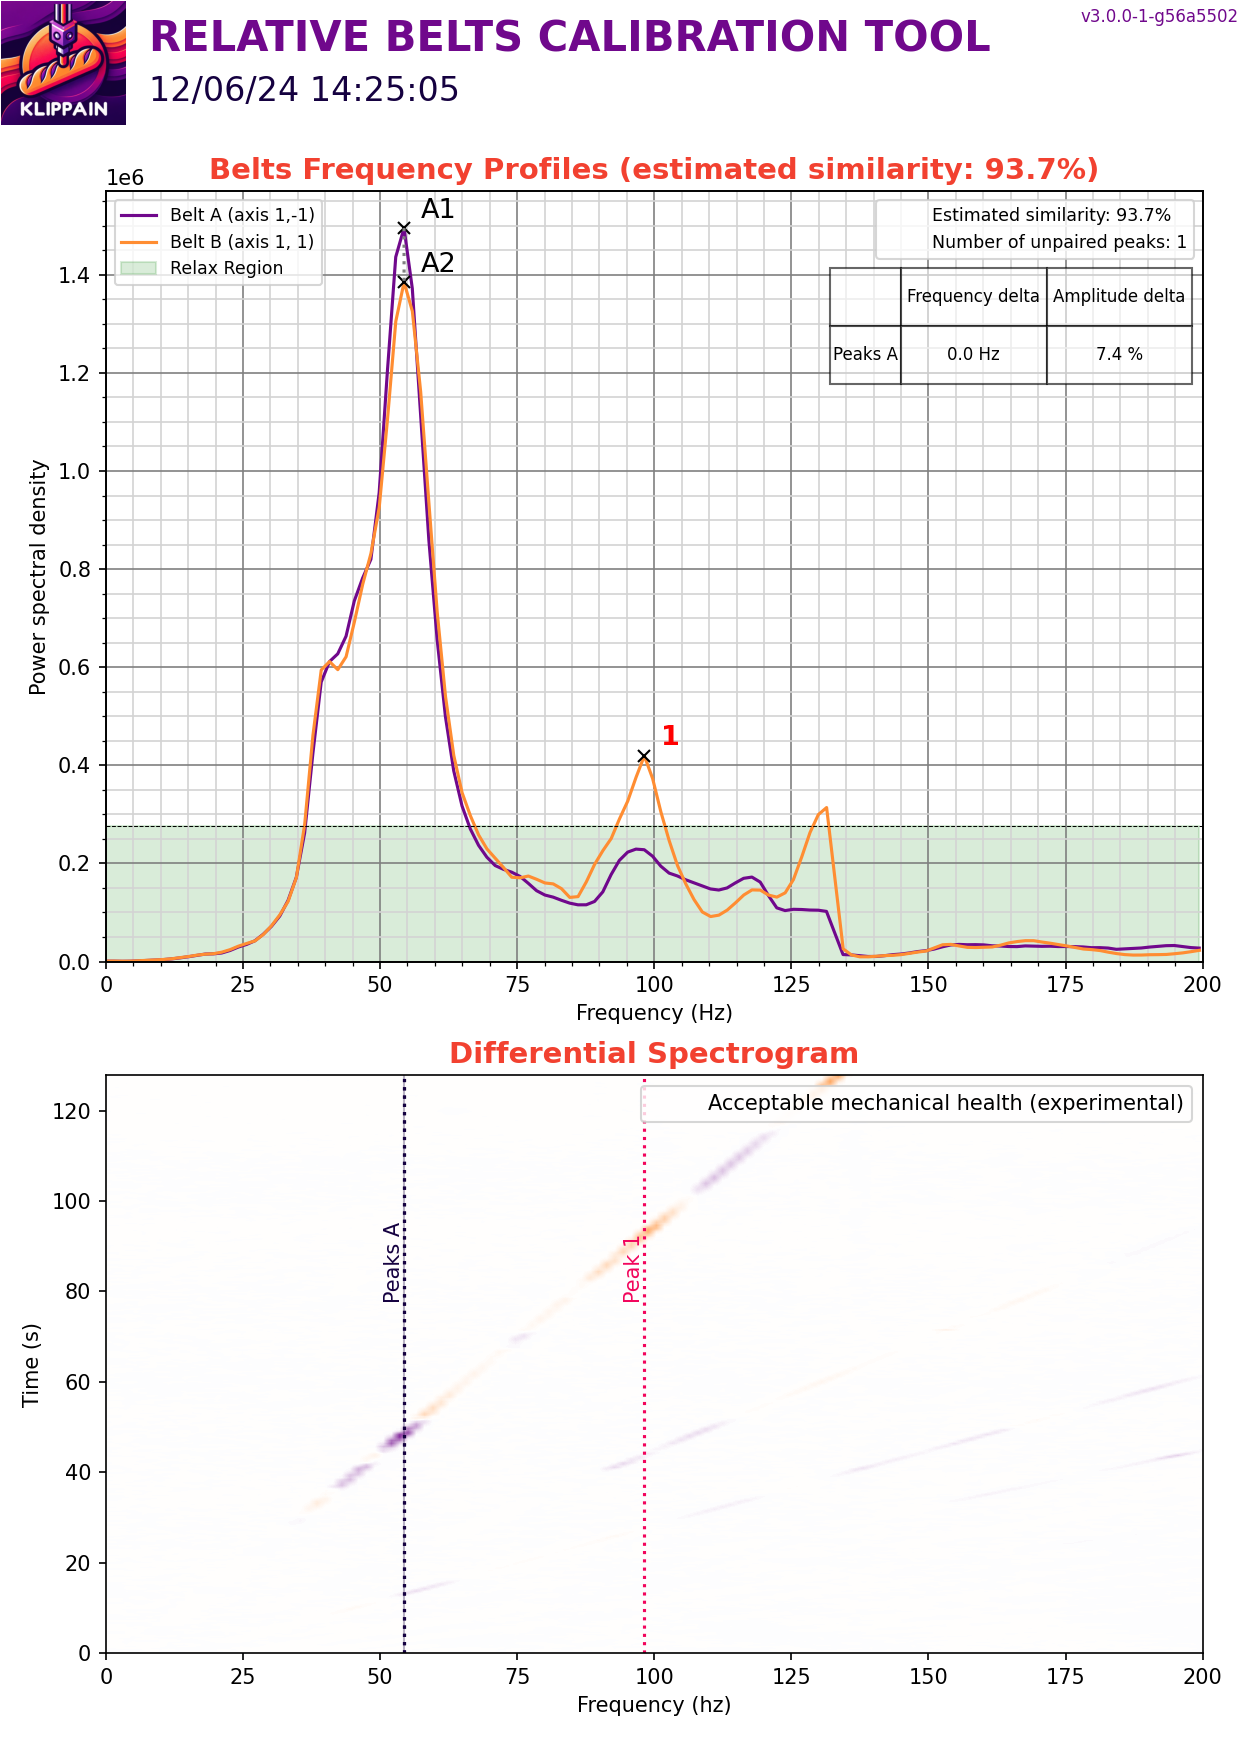 KLIPPAIN
RELATIVE BELTS CALIBRATION TOOL
v3.0.0-1-g56a5502
12/06/24 14:25:05
Belts Frequency Profiles (estimated similarity: 93.7%)
1e6
Belt A (axis 1,-1)
Belt B (axis 1, 1)
Relax Region
A1
A2
Estimated similarity: 93.7%
Number of unpaired peaks: 1
Frequency delta Amplitude delta
Peaks A 0.0 Hz 7.4 %
1
Power spectral density
1.4
1.2
1.0
0.8
0.6
0.4
0.2
0.0
0 25 50 75 100 125 150 175 200
Frequency (Hz)
Differential Spectrogram
Acceptable mechanical health (experimental)
Peaks A
Peak 1
Time (s)
120
100
80
60
40
20
0
0 25 50 75 100 125 150 175 200
Frequency (hz)